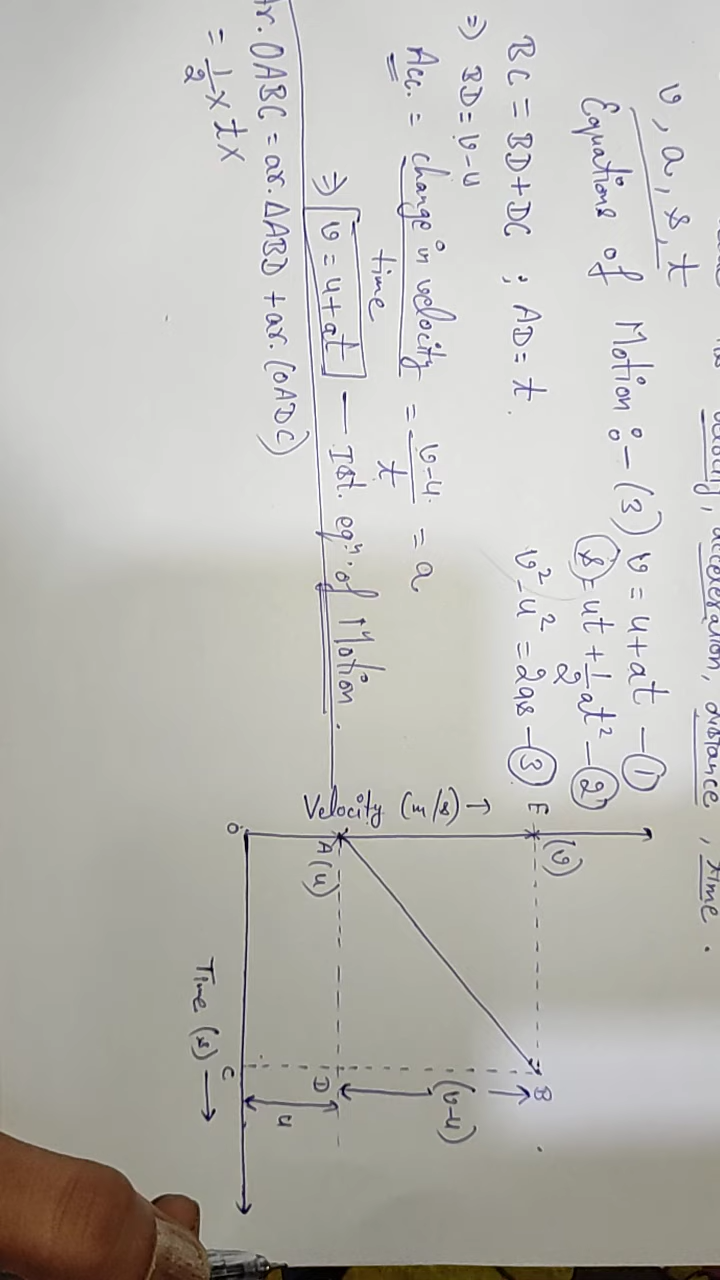 velocity, acceleration, distance, time.
v, a, s, t
Equations of Motion :- (3) v = u+at - ①
s = ut + 1/2 at² - ②
v²-u² = 2as - ③
BC = BD+DC ; AD = t.
⇒ BD = v-u
Acc. = change in velocity / time = v-u / t = a
⇒ v = u+at — Ist. eqⁿ. of Motion.
ar. OABC = ar. ΔABD + ar. (OADC)
= 1/2 x t x
Velocity (m/s) ↑
E (v)
B
(v-u)
A (u)
D
u
O
C
Time (s) →